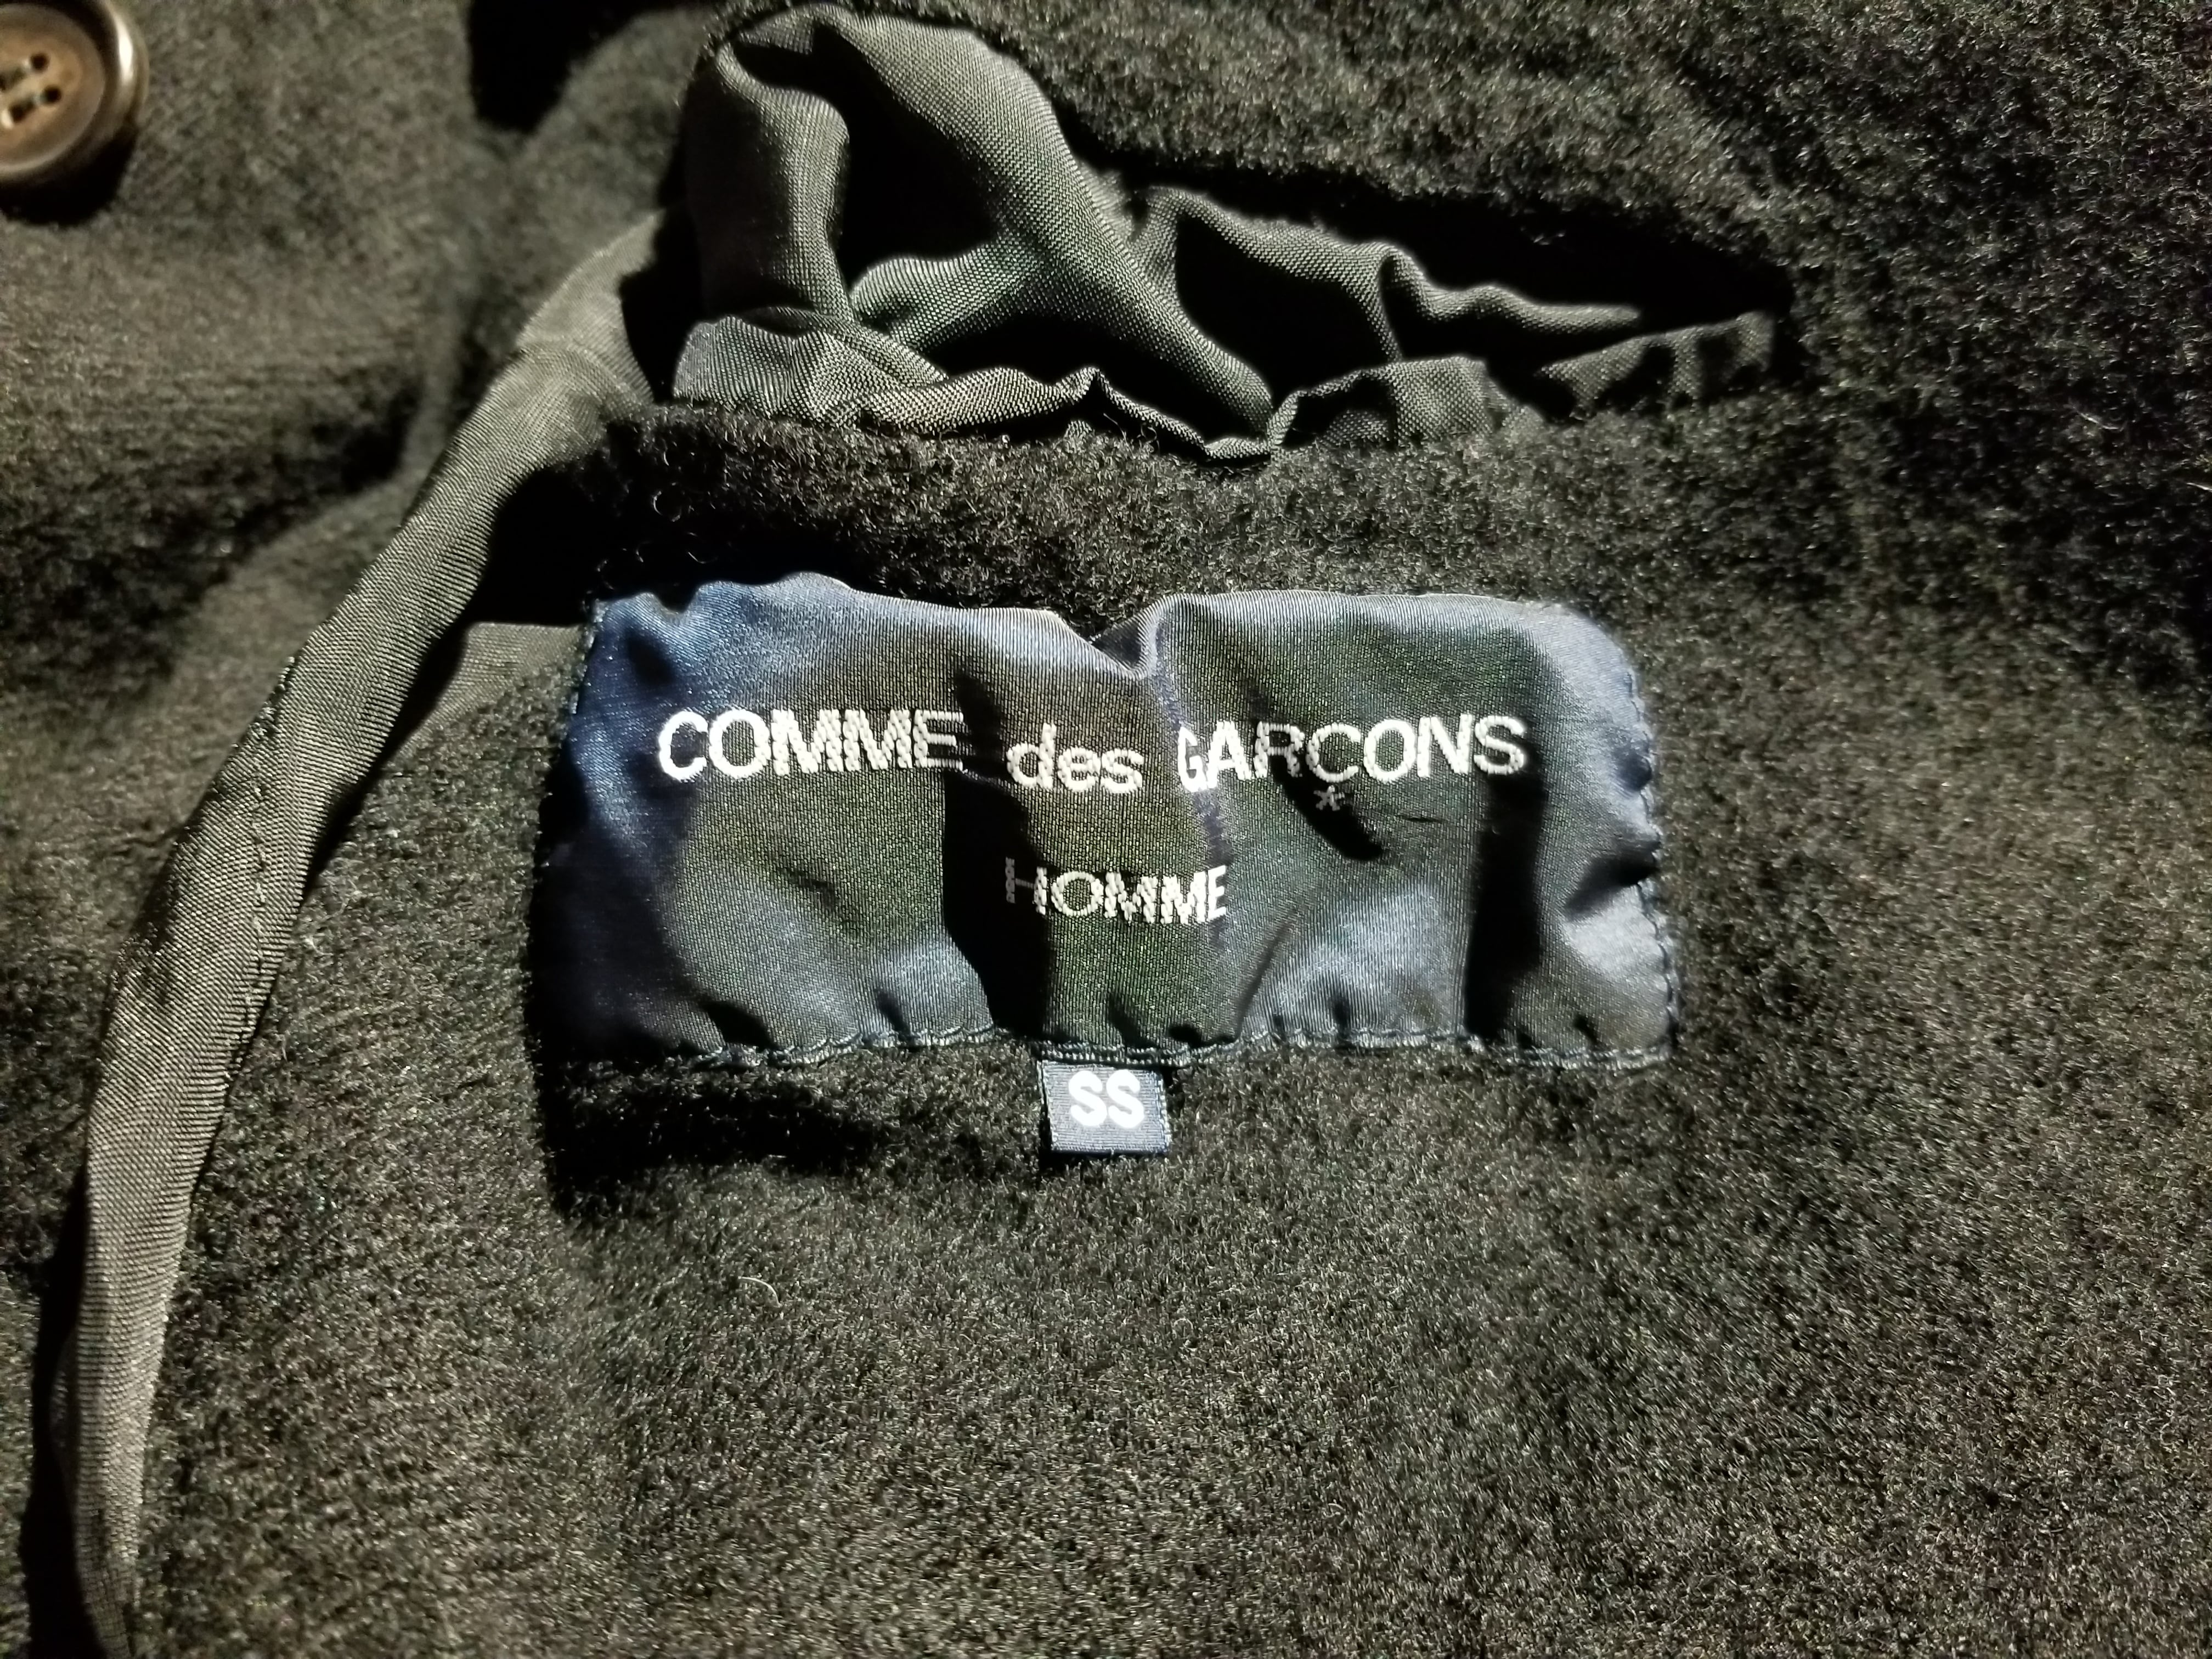 COMME des GARCONS
*
HOMME
SS